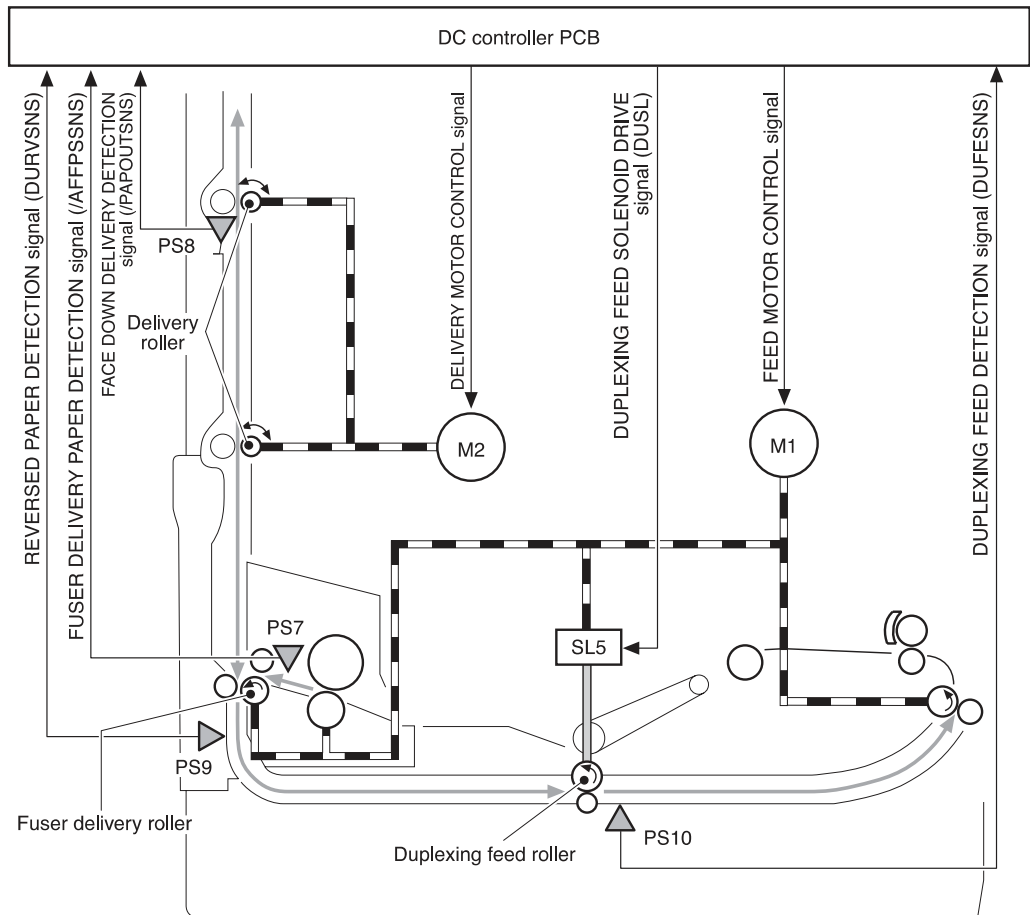 DC controller PCB
REVERSED PAPER DETECTION signal (DURVSNS)
FUSER DELIVERY PAPER DETECTION signal (/AFFPSSNS)
FACE DOWN DELIVERY DETECTION
signal (/PAPOUTSNS)
DELIVERY MOTOR CONTROL signal
DUPLEXING FEED SOLENOID DRIVE
signal (DUSL)
FEED MOTOR CONTROL signal
DUPLEXING FEED DETECTION signal (DUFESNS)
PS8
Delivery
roller
M2
M1
PS7
SL5
PS9
Fuser delivery roller
Duplexing feed roller
PS10